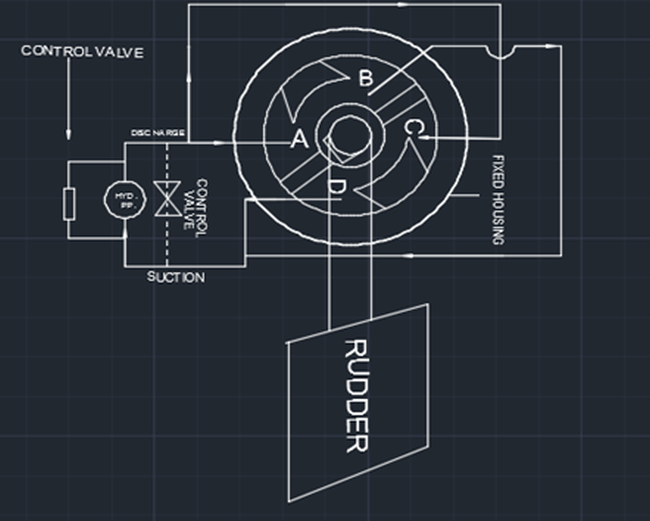 CONTROL VALVE
B
DISCHARGE
A
C
HYD.
PP.
CONTROL
VALVE
D
FIXED HOUSING
SUCTION
RUDDER